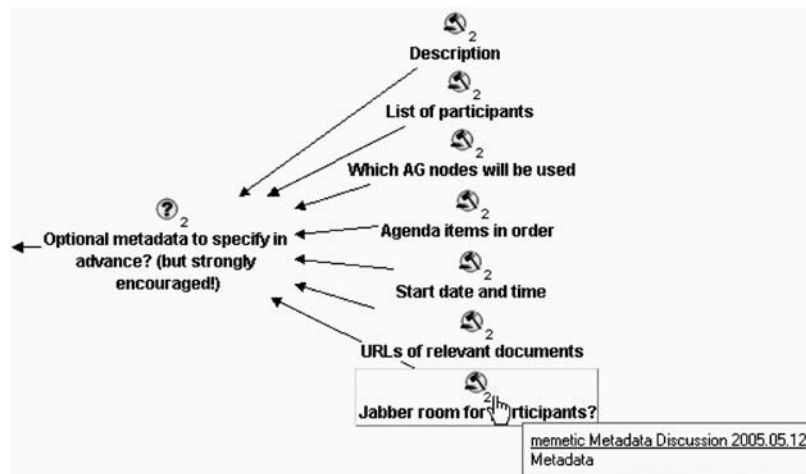 2
Description
2
List of participants
2
Which AG nodes will be used
?
2
2
Optional metadata to specify in
advance? (but strongly
encouraged!)
Agenda items in order
2
Start date and time
2
URLs of relevant documents
2
Jabber room for rticipants?
memetic Metadata Discussion 2005.05.12
Metadata